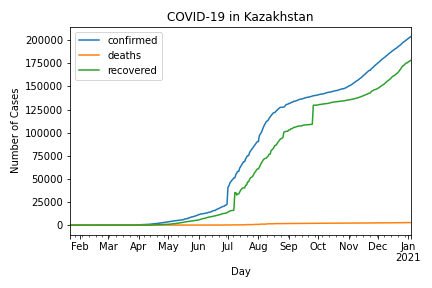 COVID-19 in Kazakhstan
confirmed
deaths
recovered
Number of Cases
200000
175000
150000
125000
100000
75000
50000
25000
0
Feb Mar Apr May Jun Jul Aug Sep Oct Nov Dec Jan
2021
Day